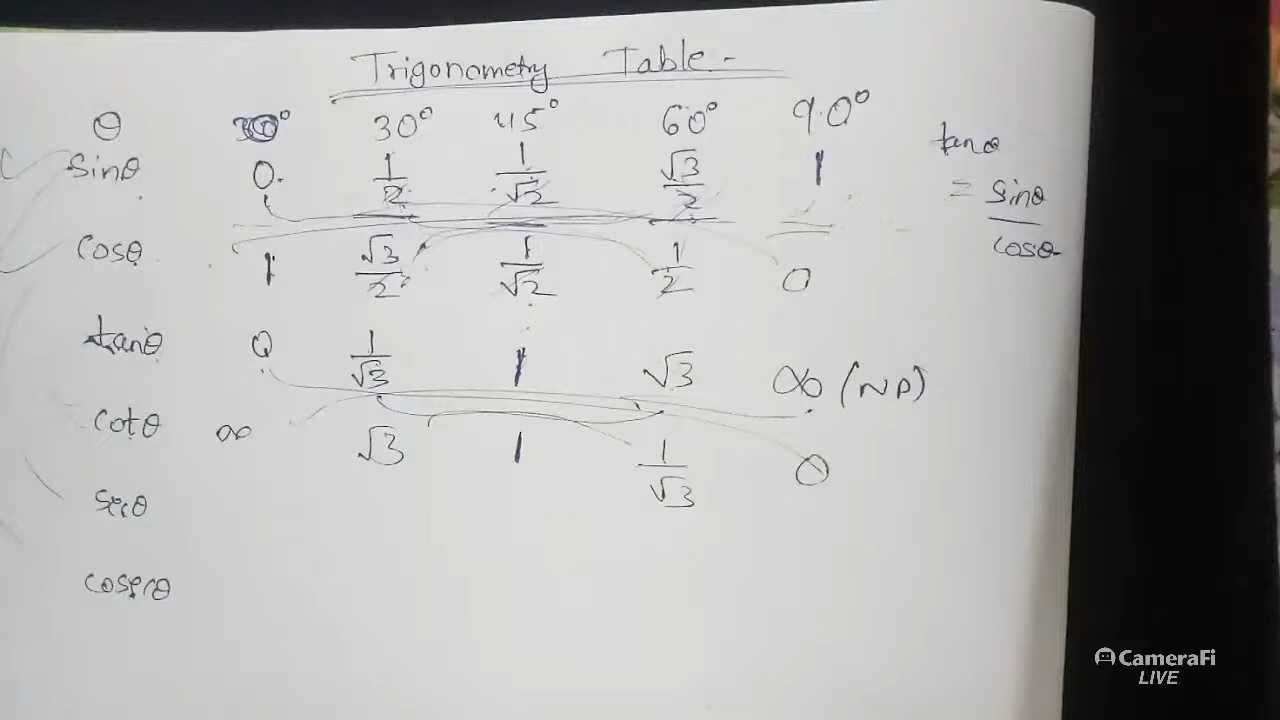 Trigonometry Table -
θ 0° 30° 45° 60° 90°
sinθ 0 1/2 1/√2 √3/2 1
cosθ 1 √3/2 1/√2 1/2 0
tanθ 0 1/√3 1 √3 ∞ (ND)
cotθ ∞ √3 1 1/√3 0
secθ
cosecθ
tanθ
= sinθ
cosθ
CameraFi
LIVE